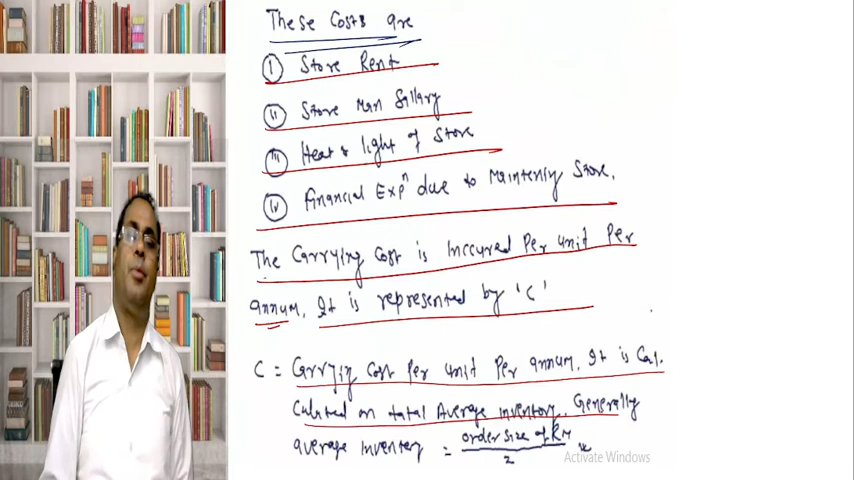 These Costs are
(i) Store Rent
(ii) Store Man Sallary
(iii) Heat & light of Store
(iv) Financial Expⁿ due to Maintening Store.
The Carrying Cost is Inccured Per unit Per
annum. It is represented by 'C'
C = Carrying Cost Per unit Per annum. It is Cal.
culated on total Average Inventory. Generally
average Inventory = order size of RM
2
Activate Windows